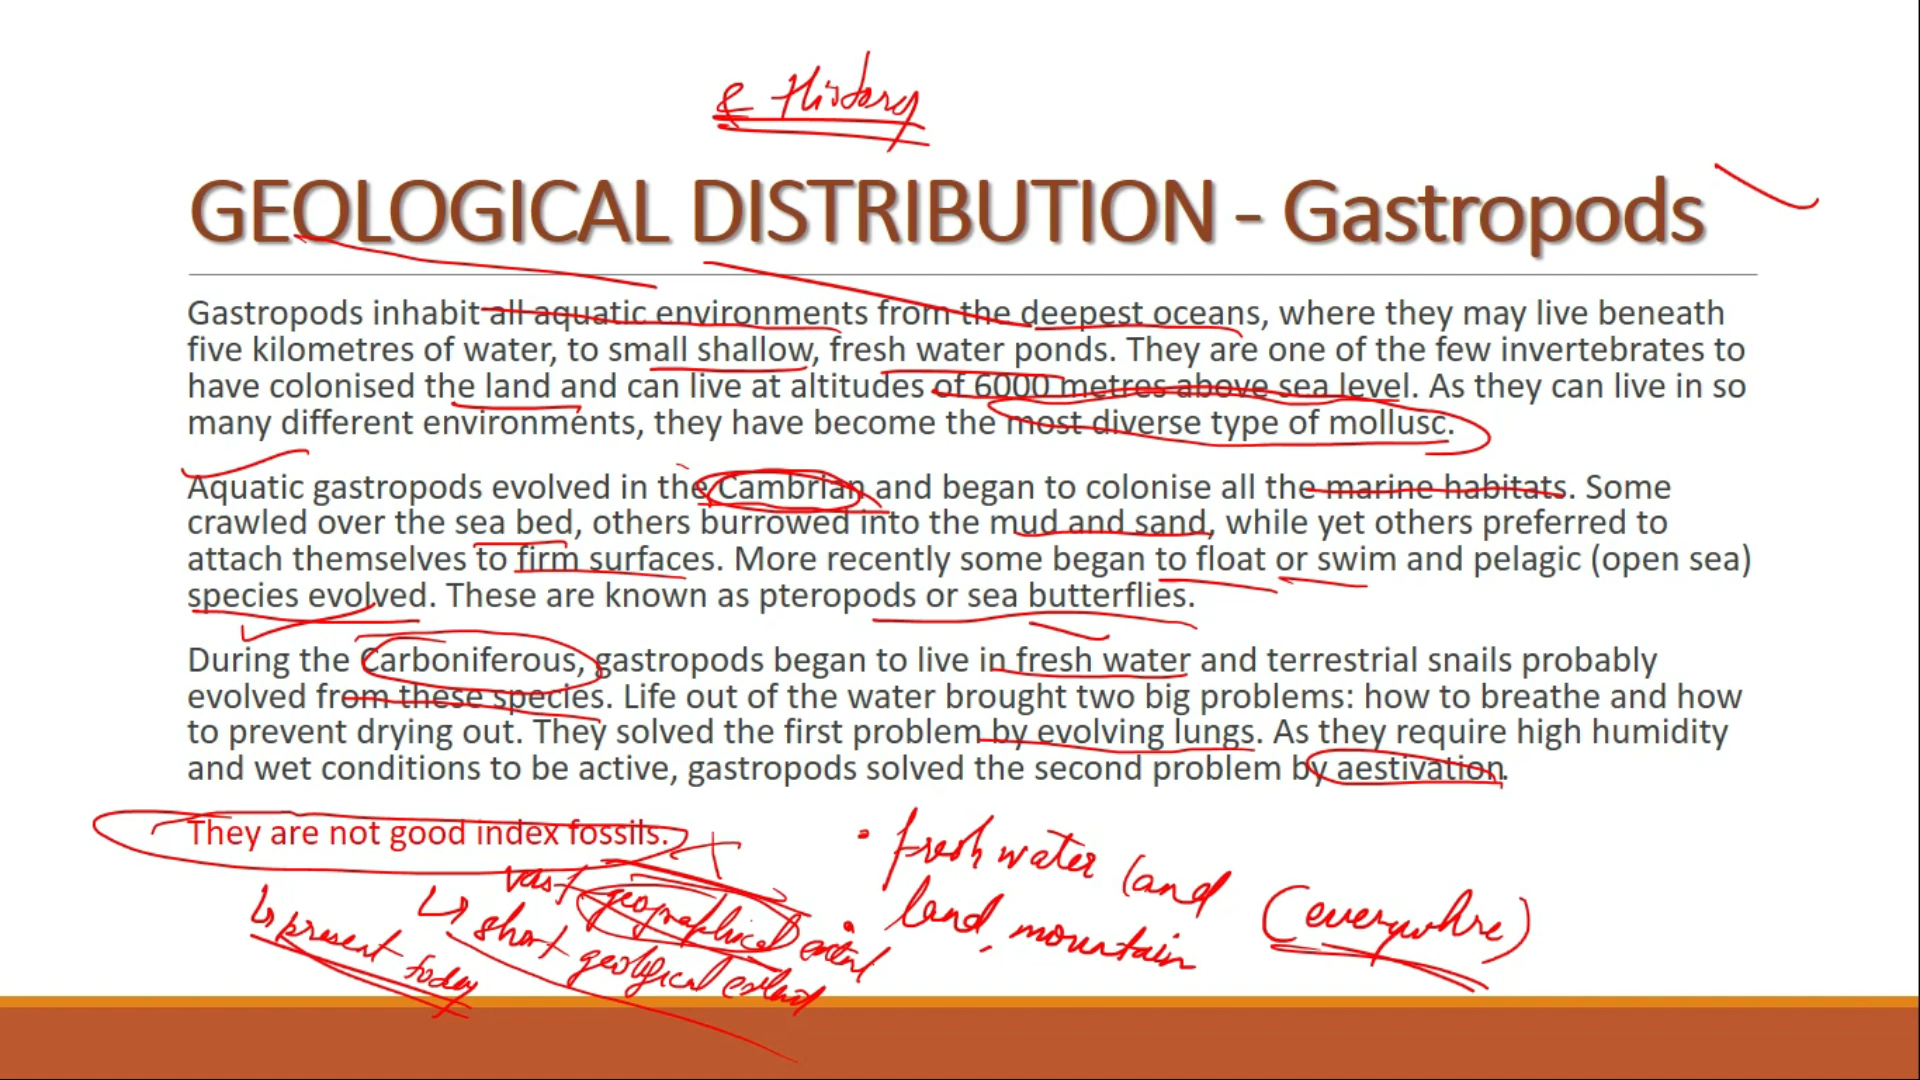 & History
GEOLOGICAL DISTRIBUTION - Gastropods
Gastropods inhabit all aquatic environments from the deepest oceans, where they may live beneath
five kilometres of water, to small shallow, fresh water ponds. They are one of the few invertebrates to
have colonised the land and can live at altitudes of 6000 metres above sea level. As they can live in so
many different environments, they have become the most diverse type of mollusc.
Aquatic gastropods evolved in the Cambrian and began to colonise all the marine habitats. Some
crawled over the sea bed, others burrowed into the mud and sand, while yet others preferred to
attach themselves to firm surfaces. More recently some began to float or swim and pelagic (open sea)
species evolved. These are known as pteropods or sea butterflies.
During the Carboniferous, gastropods began to live in fresh water and terrestrial snails probably
evolved from these species. Life out of the water brought two big problems: how to breathe and how
to prevent drying out. They solved the first problem by evolving lungs. As they require high humidity
and wet conditions to be active, gastropods solved the second problem by aestivation.
They are not good index fossils.
• fresh water (and
land, mountain
(everywhere)
vast geographical extent
↳ short geological extent
↳ present today